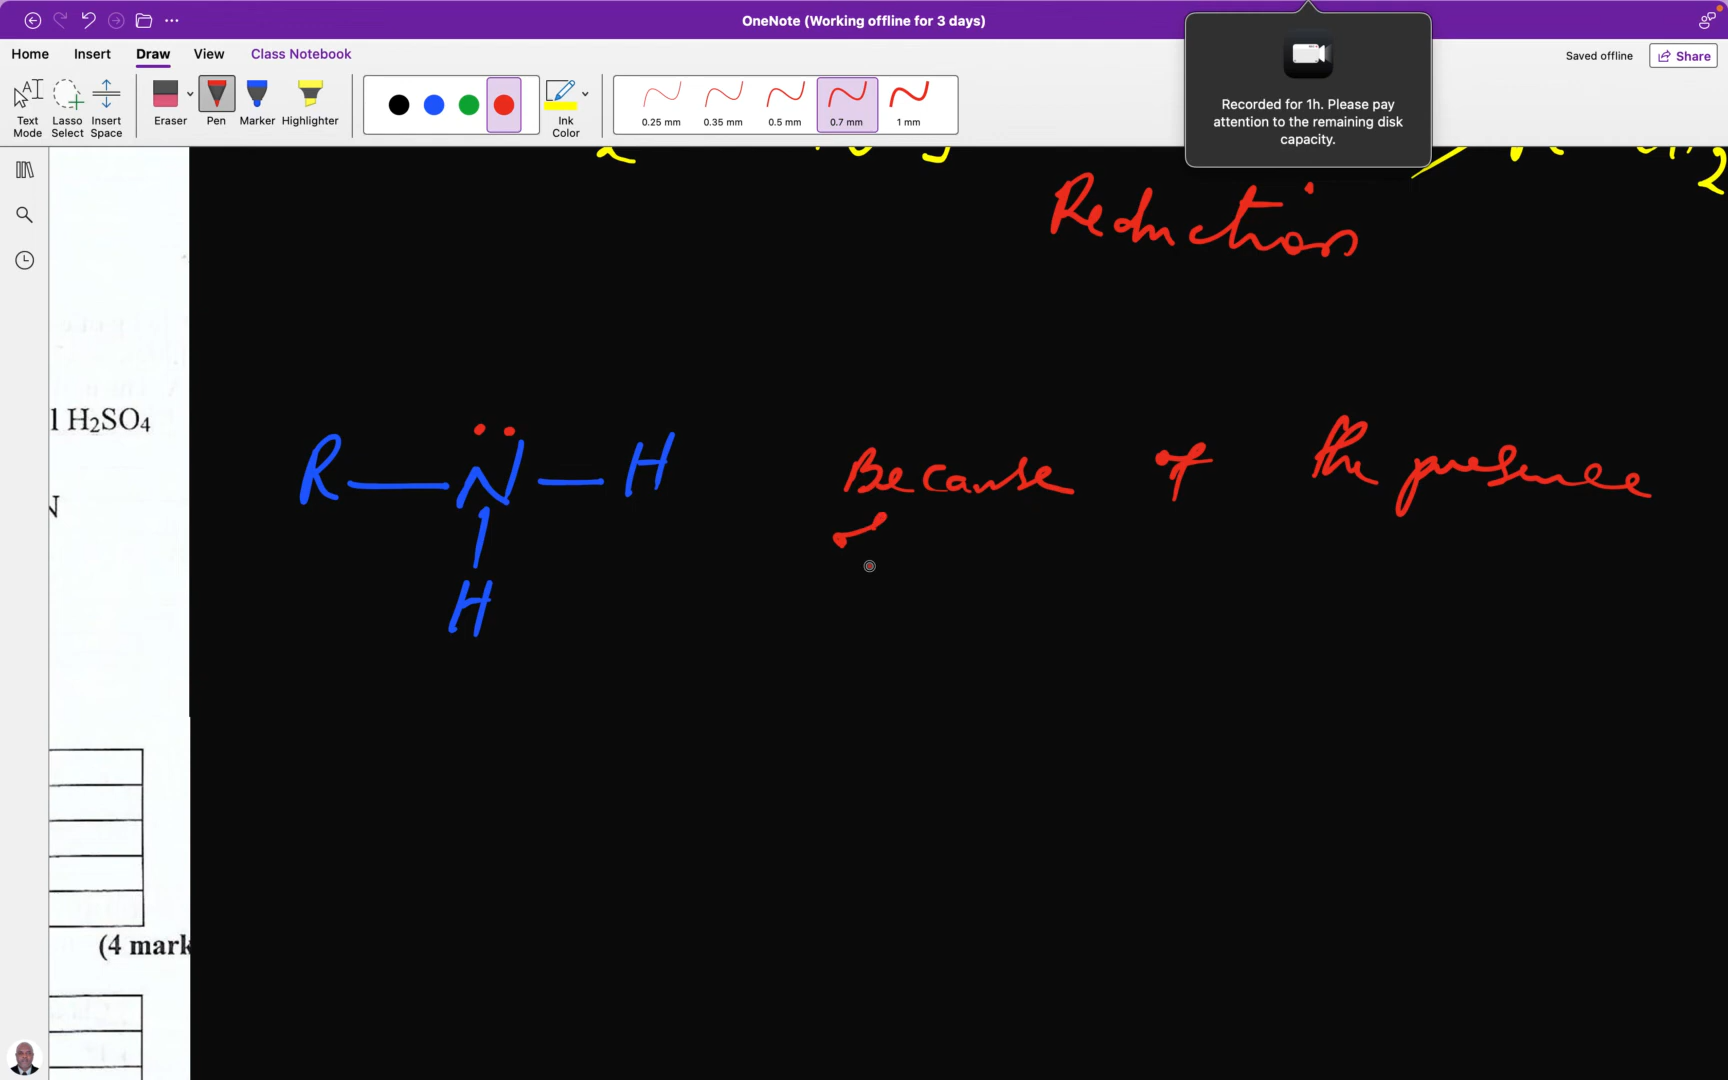 OneNote (Working offline for 3 days)
Home Insert Draw View Class Notebook
Saved offline
Share
Text Mode
Lasso Select
Insert Space
Eraser
Pen
Marker
Highlighter
Ink Color
0.25 mm
0.35 mm
0.5 mm
0.7 mm
1 mm
Recorded for 1h. Please pay
attention to the remaining disk
capacity.
Reduction
l H₂SO₄
N
R—N̈—H
H
Because of the presence
(4 mark